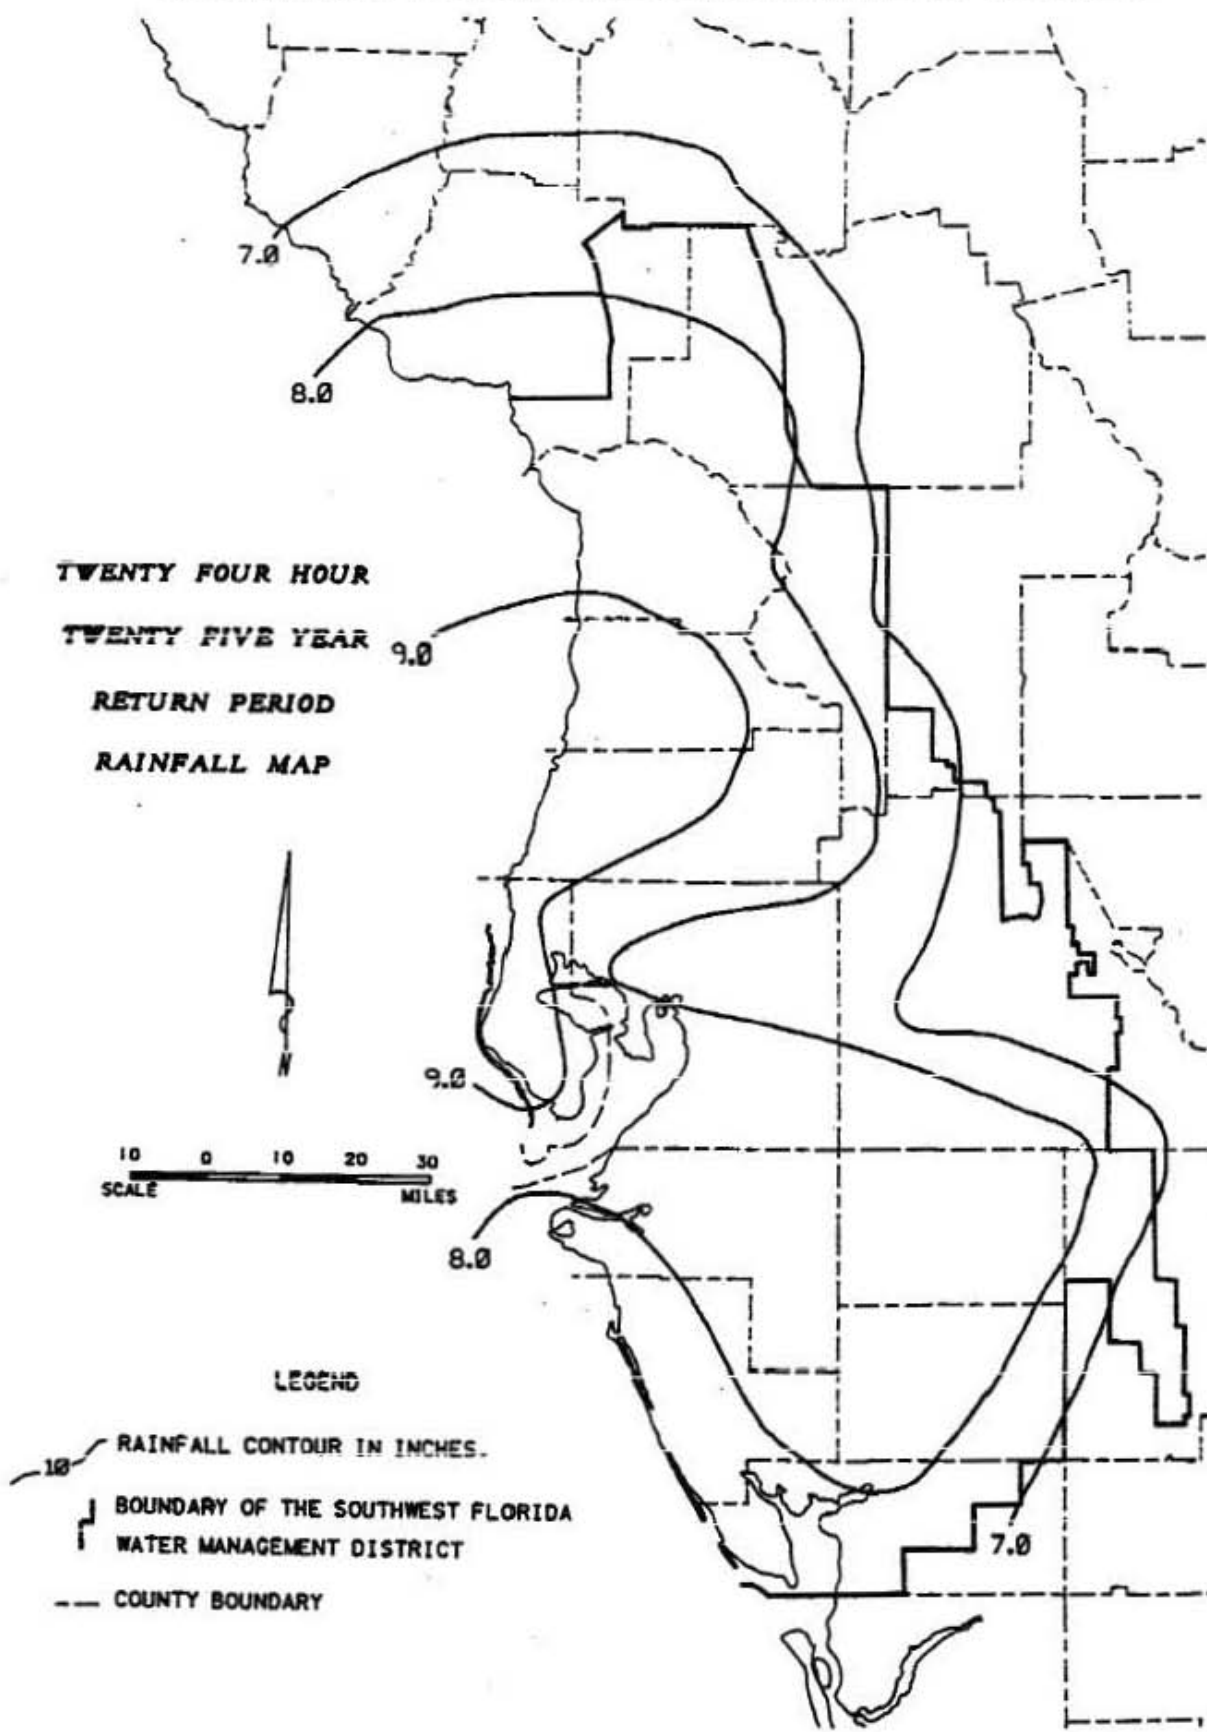 7.0
8.0
TWENTY FOUR HOUR
TWENTY FIVE YEAR
9.0
RETURN PERIOD
RAINFALL MAP
N
9.0
10 0 10 20 30
SCALE MILES
8.0
LEGEND
10 RAINFALL CONTOUR IN INCHES.
BOUNDARY OF THE SOUTHWEST FLORIDA
WATER MANAGEMENT DISTRICT
7.0
COUNTY BOUNDARY